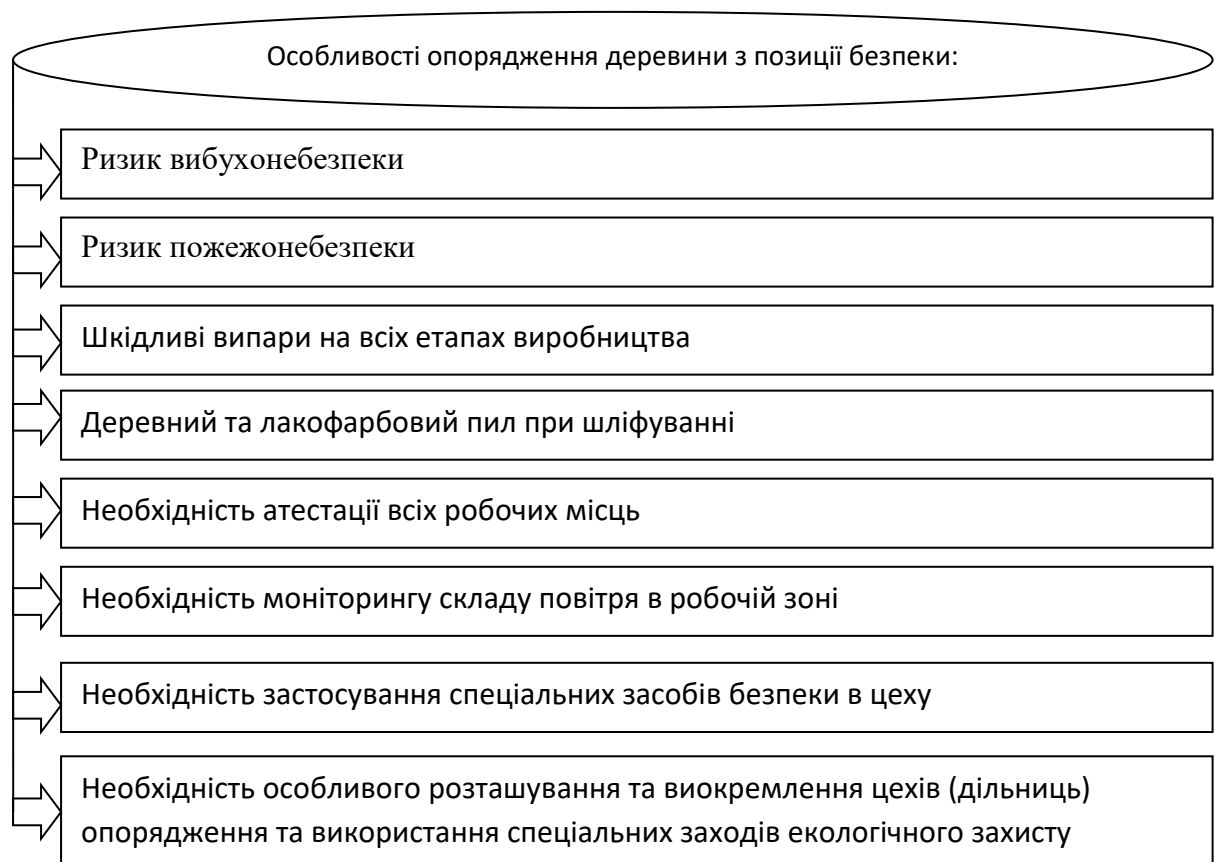 Особливості опорядження деревини з позиції безпеки:
Ризик вибухонебезпеки
Ризик пожежонебезпеки
Шкідливі випари на всіх етапах виробництва
Деревний та лакофарбовий пил при шліфуванні
Необхідність атестації всіх робочих місць
Необхідність моніторингу складу повітря в робочій зоні
Необхідність застосування спеціальних засобів безпеки в цеху
Необхідність особливого розташування та виокремлення цехів (дільниць)
опорядження та використання спеціальних заходів екологічного захисту